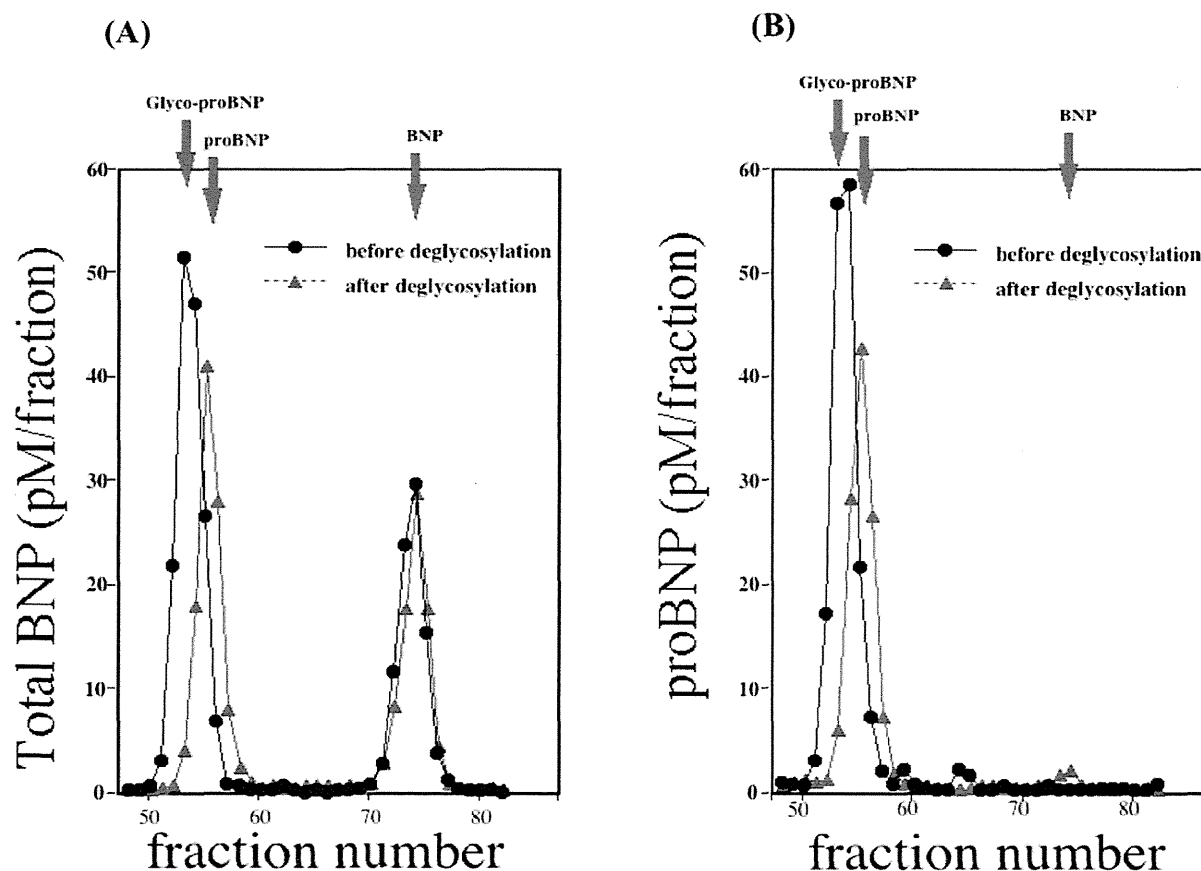 (A)
Glyco-proBNP
proBNP
BNP
60
50
40
30
20
10
0
before deglycosylation
after deglycosylation
Total BNP (pM/fraction)
50 60 70 80
fraction number
(B)
Glyco-proBNP
proBNP
BNP
60
50
40
30
20
10
0
before deglycosylation
after deglycosylation
proBNP (pM/fraction)
50 60 70 80
fraction number